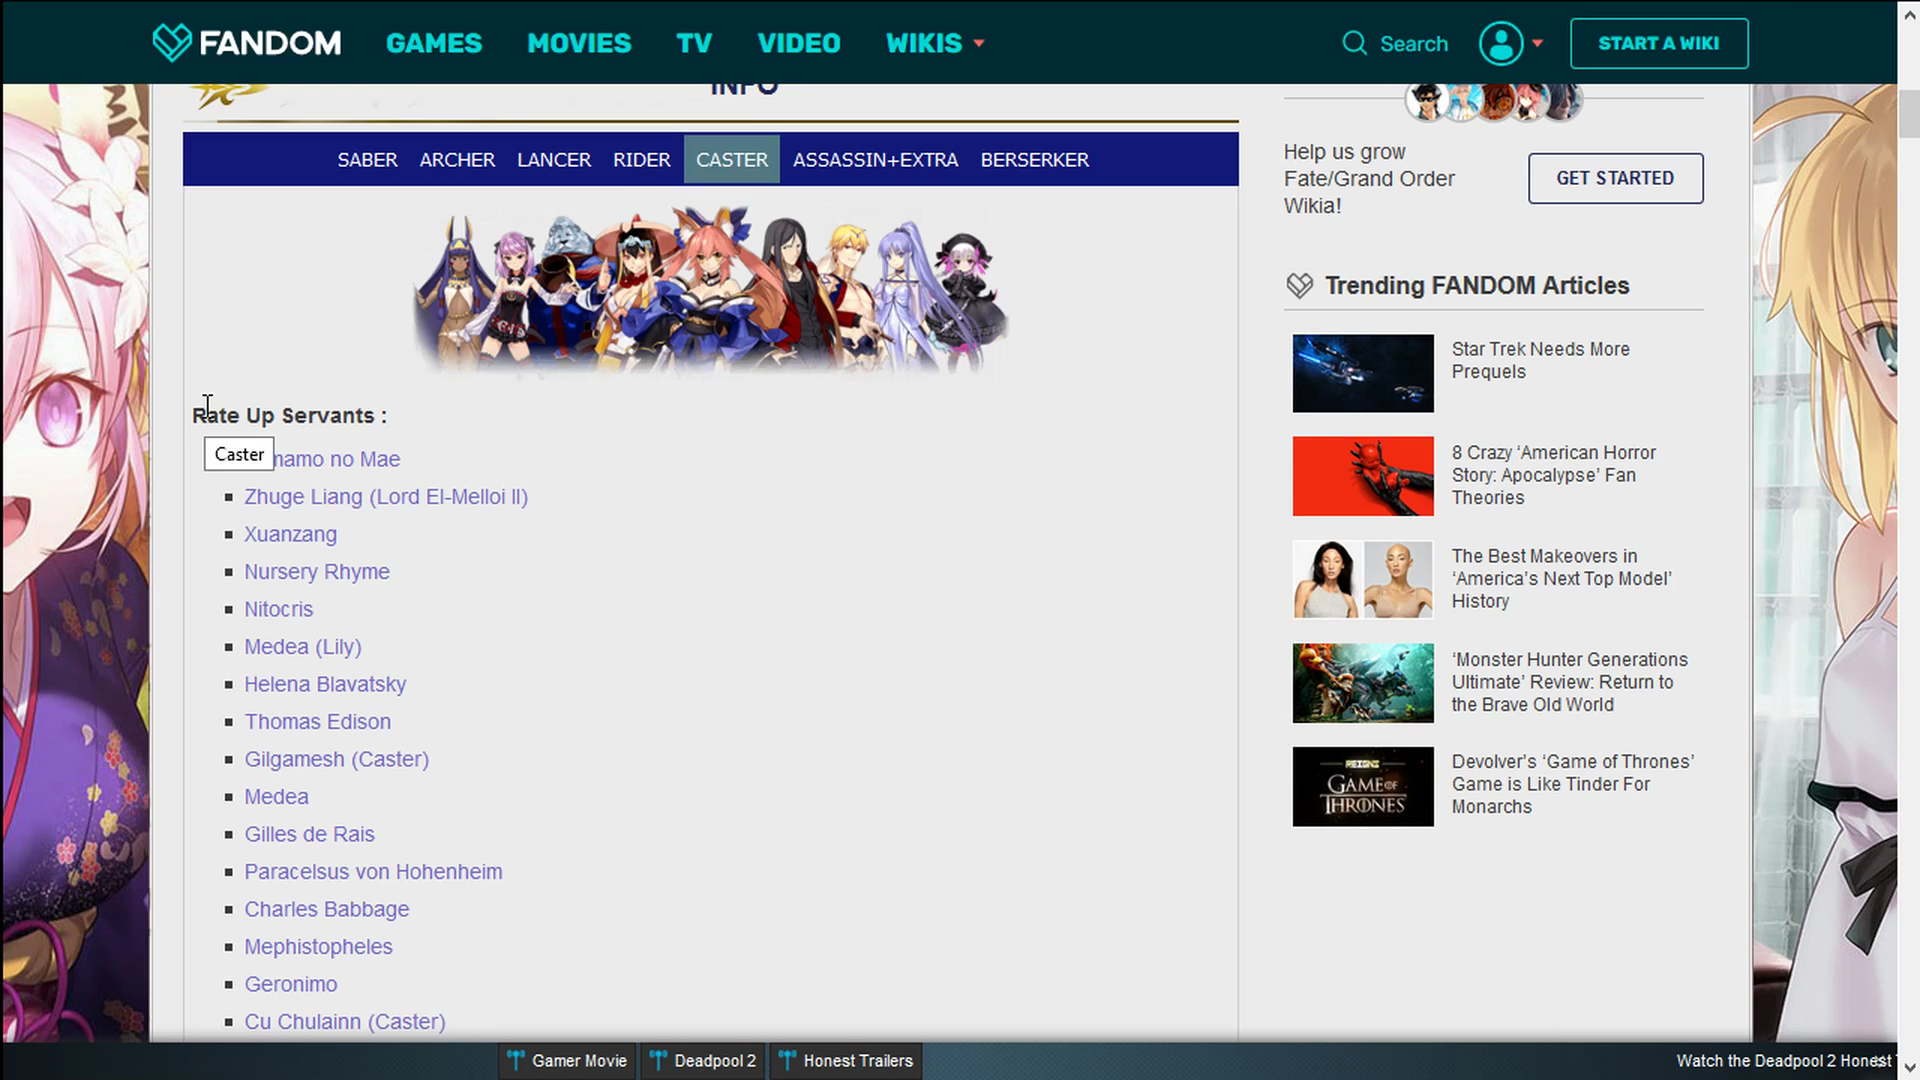 FANDOM
GAMES
MOVIES
TV
VIDEO
WIKIS
Search
START A WIKI
INFO
SABER
ARCHER
LANCER
RIDER
CASTER
ASSASSIN+EXTRA
BERSERKER
Rate Up Servants :
Caster
mamo no Mae
Zhuge Liang (Lord El-Melloi II)
Xuanzang
Nursery Rhyme
Nitocris
Medea (Lily)
Helena Blavatsky
Thomas Edison
Gilgamesh (Caster)
Medea
Gilles de Rais
Paracelsus von Hohenheim
Charles Babbage
Mephistopheles
Geronimo
Cu Chulainn (Caster)
Help us grow
Fate/Grand Order
Wikia!
GET STARTED
Trending FANDOM Articles
Star Trek Needs More
Prequels
8 Crazy ‘American Horror
Story: Apocalypse’ Fan
Theories
The Best Makeovers in
‘America’s Next Top Model’
History
‘Monster Hunter Generations
Ultimate’ Review: Return to
the Brave Old World
REIGNS
GAME OF
THRONES
Devolver’s ‘Game of Thrones’
Game is Like Tinder For
Monarchs
Gamer Movie
Deadpool 2
Honest Trailers
Watch the Deadpool 2 Honest